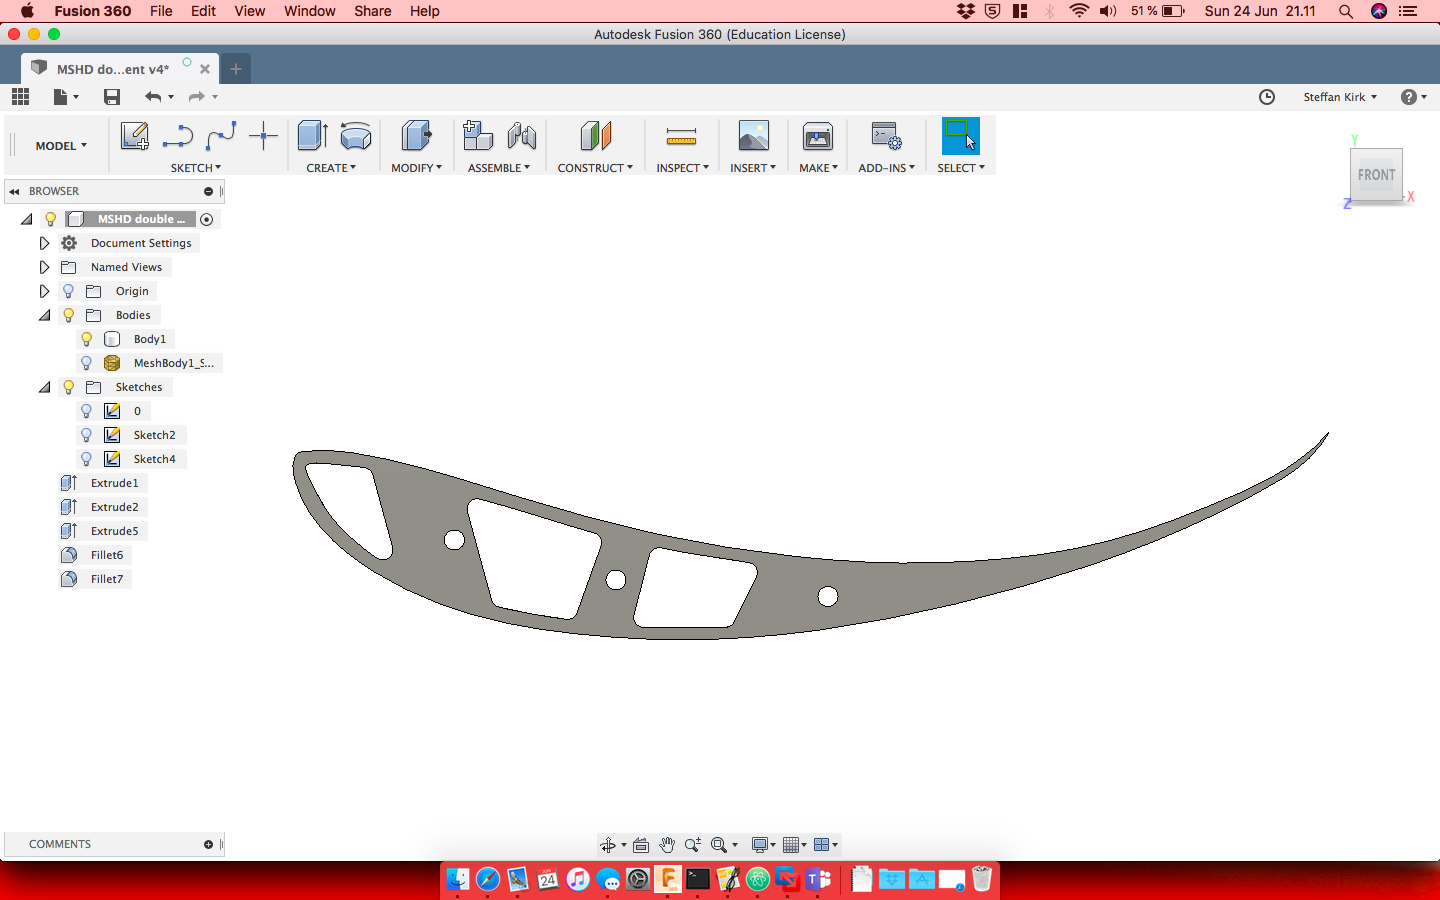 Fusion 360 File Edit View Window Share Help 51 % Sun 24 Jun 21.11
Autodesk Fusion 360 (Education License)
MSHD do...ent v4*
Steffan Kirk
MODEL
SKETCH CREATE MODIFY ASSEMBLE CONSTRUCT INSPECT INSERT MAKE ADD-INS SELECT
Y
FRONT
X
Z
BROWSER
MSHD double ...
Document Settings
Named Views
Origin
Bodies
Body1
MeshBody1_S...
Sketches
0
Sketch2
Sketch4
Extrude1
Extrude2
Extrude5
Fillet6
Fillet7
COMMENTS
24